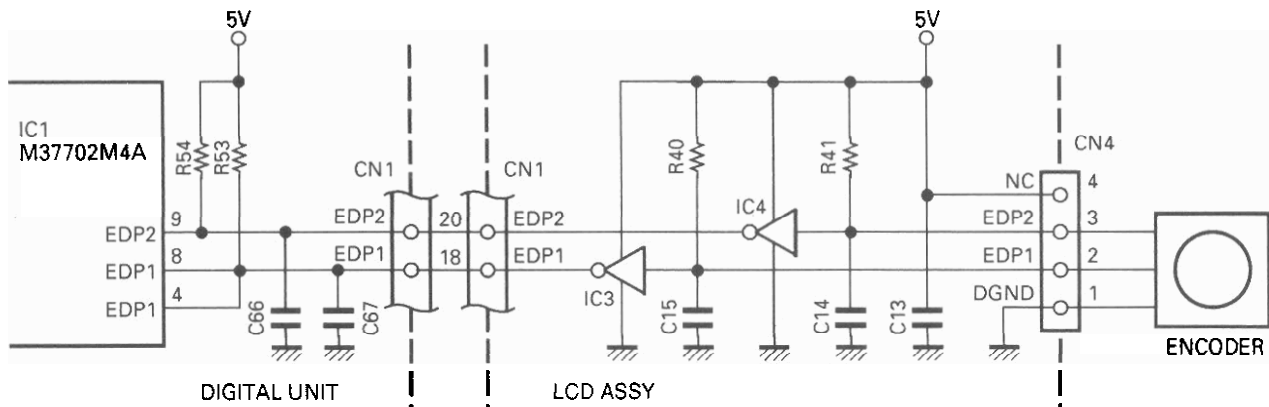 5V
5V
IC1
M37702M4A
R54
R53
CN1
CN1
R40
R41
CN4
NC
4
9
EDP2
EDP2
20
EDP2
IC4
EDP2
3
8
EDP1
EDP1
18
EDP1
IC3
EDP1
2
4
EDP1
C66
C67
C15
C14
C13
DGND
1
ENCODER
DIGITAL UNIT
LCD ASSY